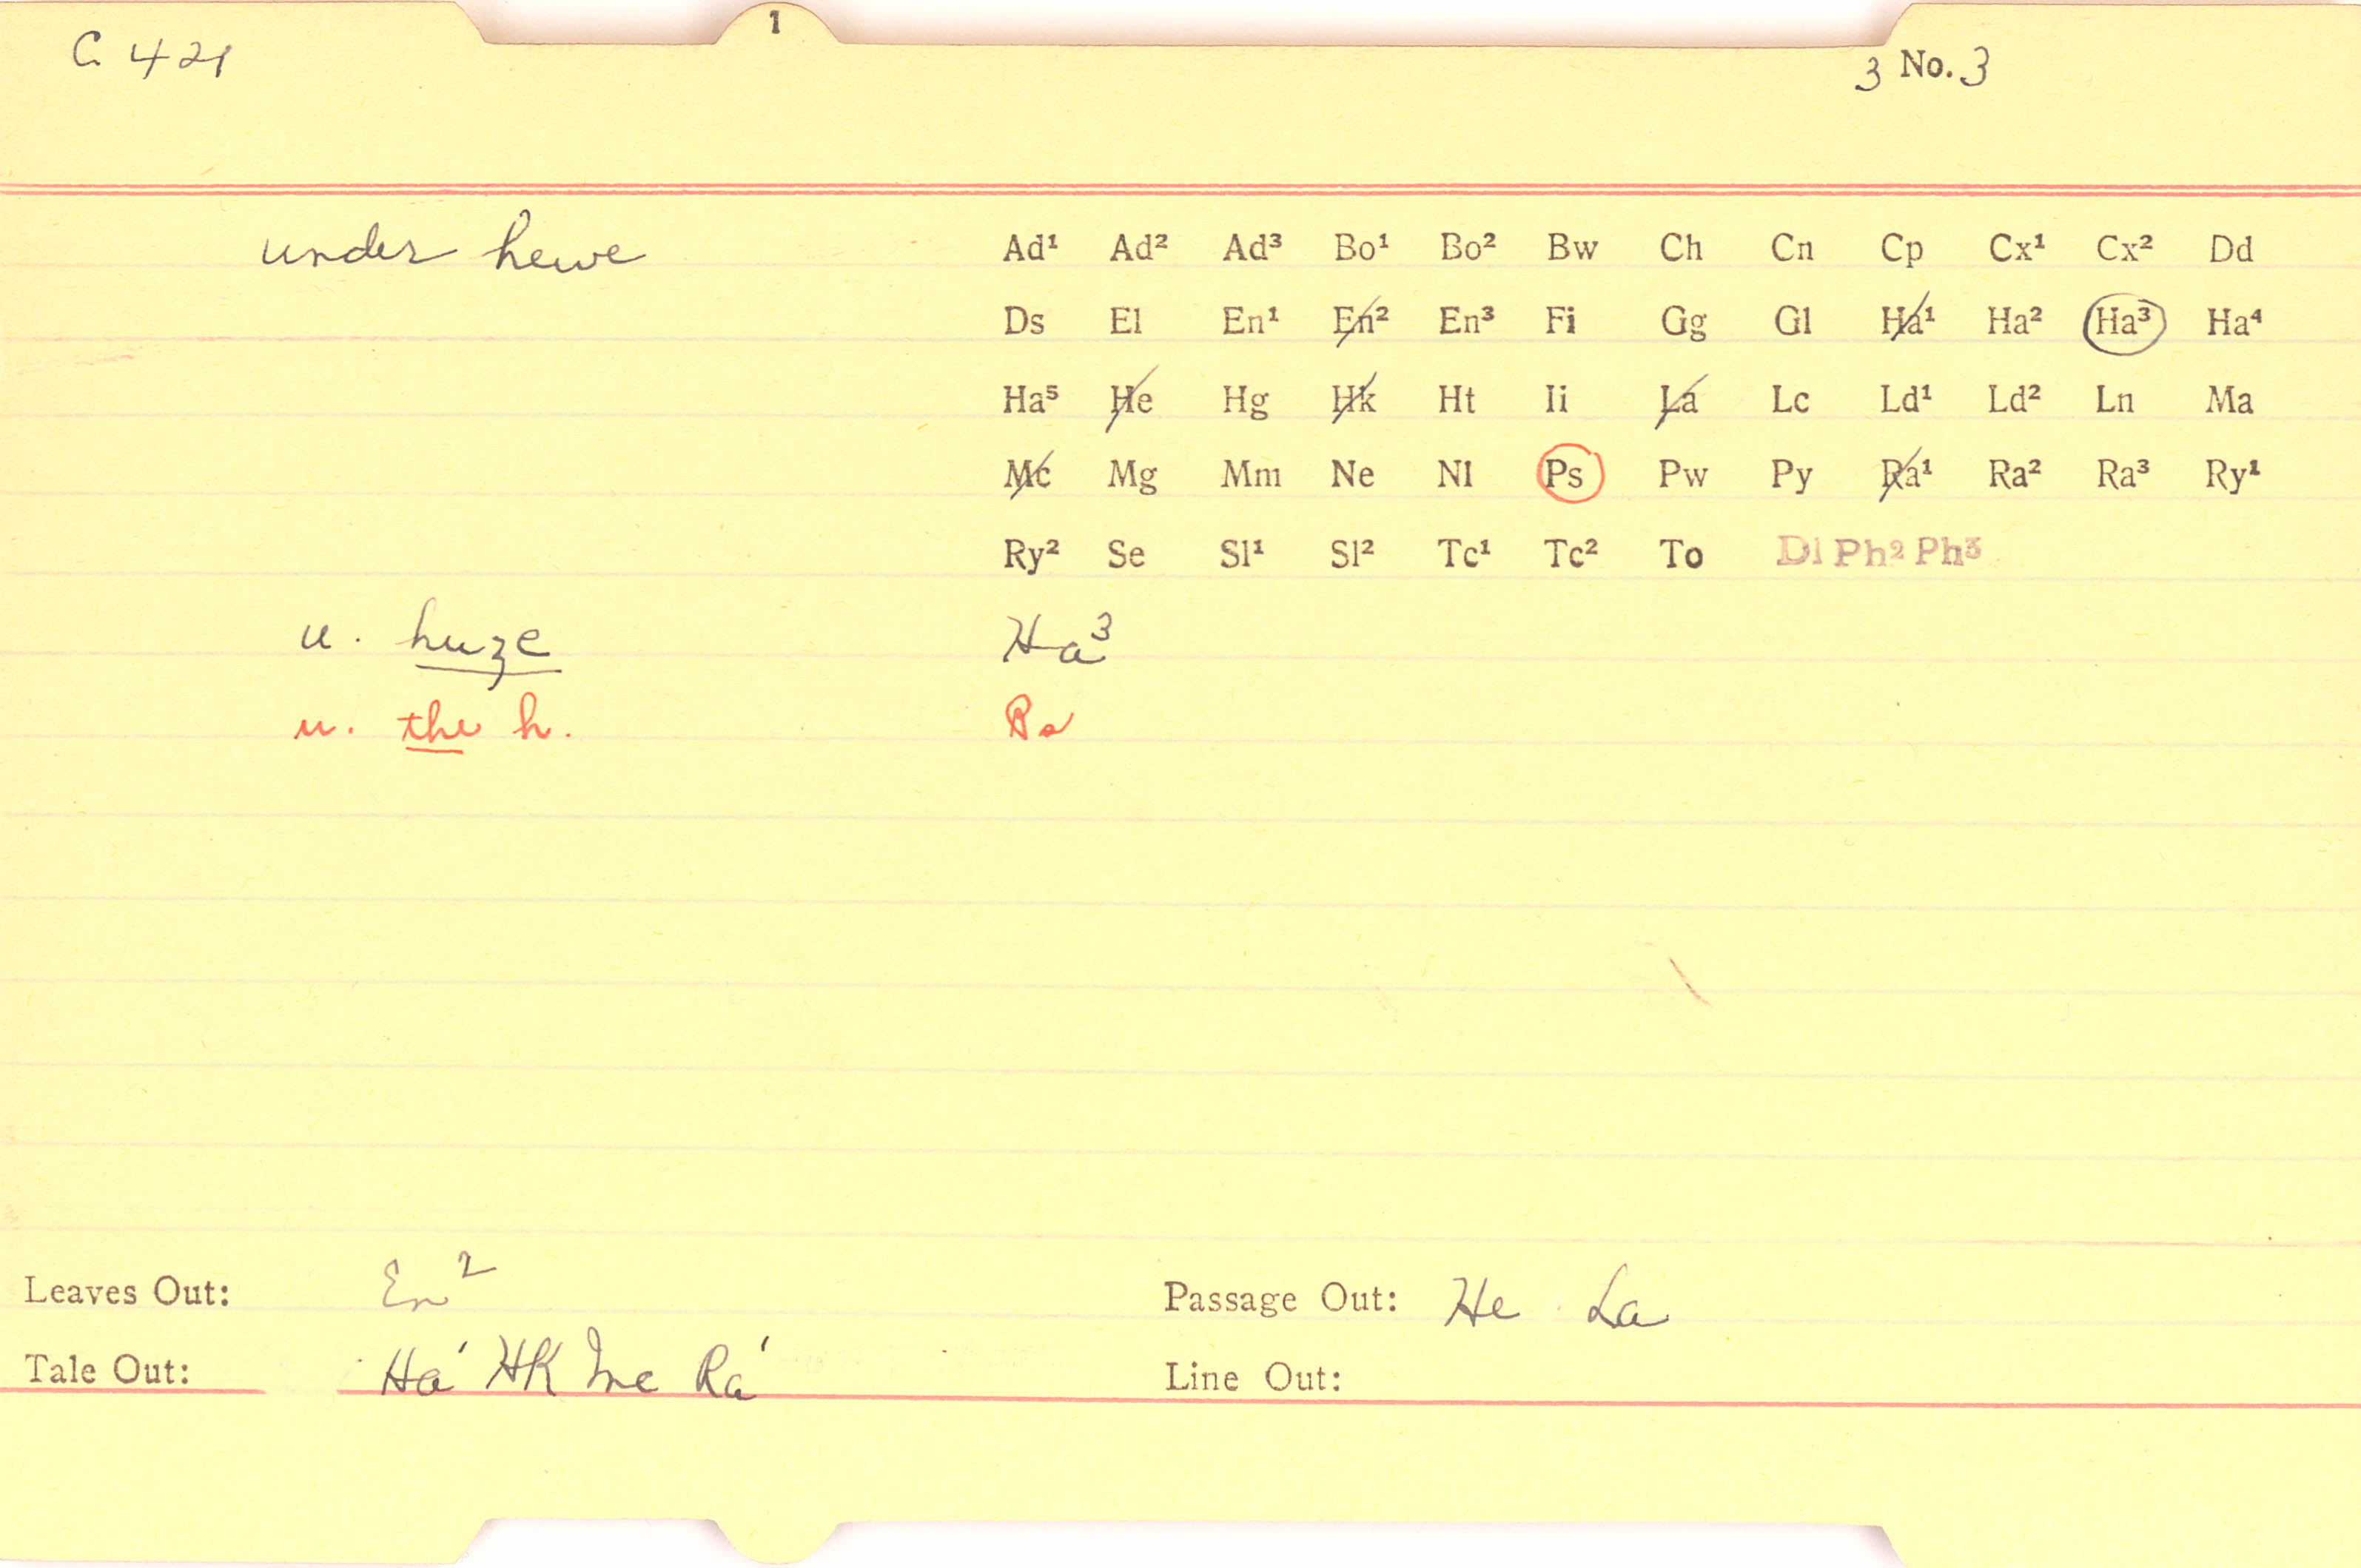 1
C 421
3 No. 3
under hewe
Ad¹ Ad² Ad³ Bo¹ Bo² Bw Ch Cn Cp Cx¹ Cx² Dd
Ds El En¹ En² En³ Fi Gg Gl Ha¹ Ha² Ha³ Ha⁴
Ha⁵ He Hg Hk Ht Ii La Lc Ld¹ Ld² Ln Ma
Mc Mg Mm Ne Nl Ps Pw Py Ra¹ Ra² Ra³ Ry¹
Ry² Se Sl¹ Sl² Tc¹ Tc² To Dl Ph² Ph³
u. huze Ha³
u. the h. Ps
Leaves Out: En² Passage Out: He La
Tale Out: Ha¹ Hk Mc Ra¹ Line Out: